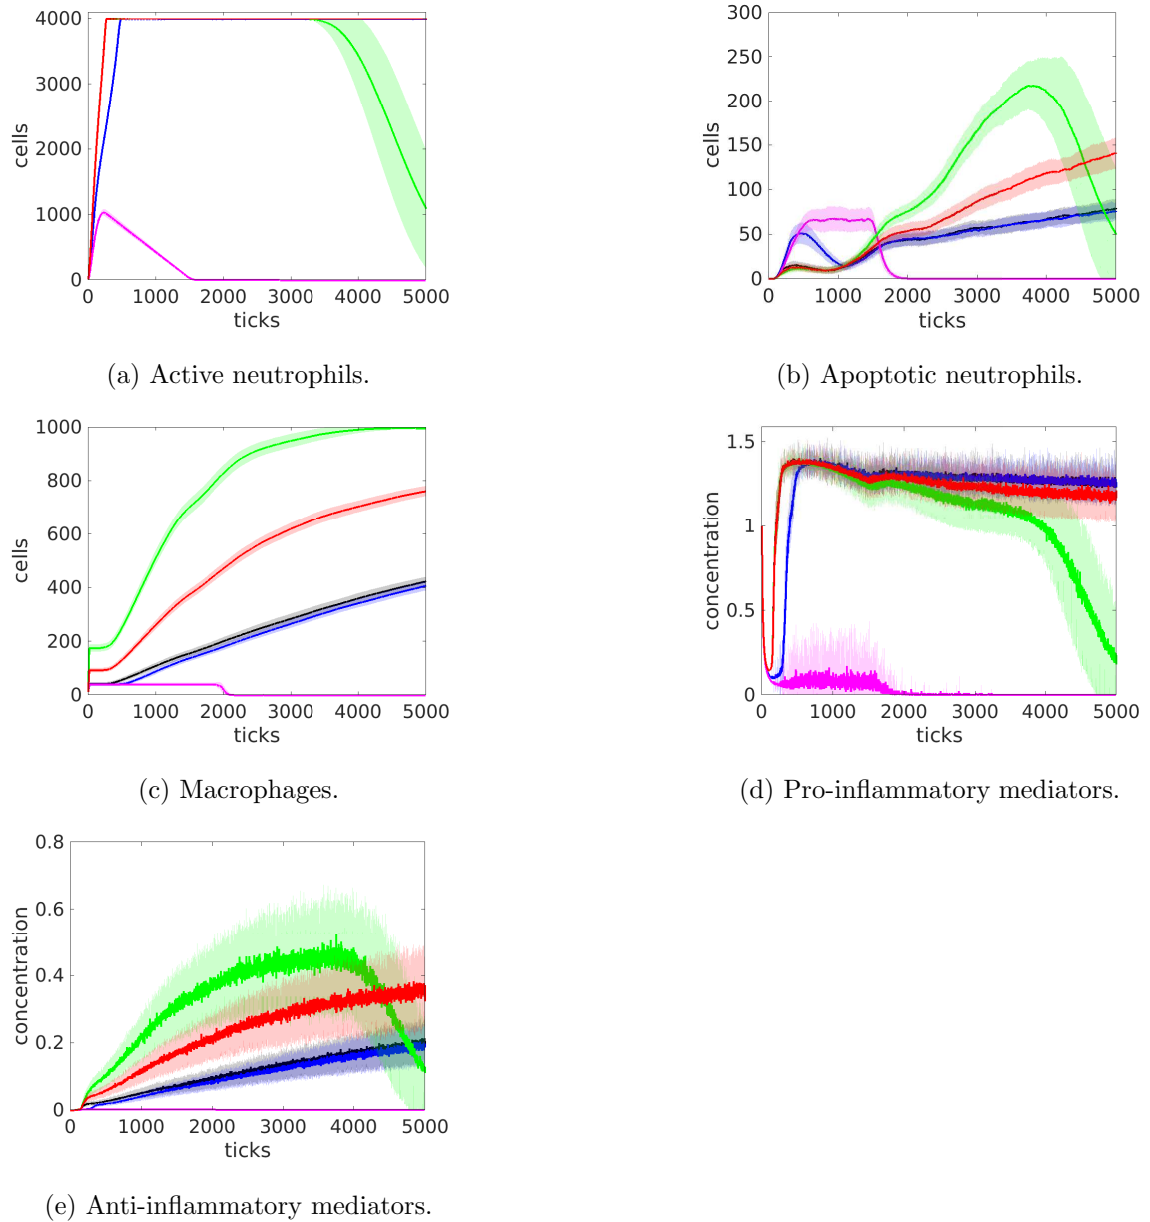 4000
3000
2000
1000
0
cells
0 1000 2000 3000 4000 5000
ticks
(a) Active neutrophils.
300
250
200
150
100
50
0
cells
0 1000 2000 3000 4000 5000
ticks
(b) Apoptotic neutrophils.
1000
800
600
400
200
0
cells
0 1000 2000 3000 4000 5000
ticks
(c) Macrophages.
1.5
1
0.5
0
concentration
0 1000 2000 3000 4000 5000
ticks
(d) Pro-inflammatory mediators.
0.8
0.6
0.4
0.2
0
concentration
0 1000 2000 3000 4000 5000
ticks
(e) Anti-inflammatory mediators.